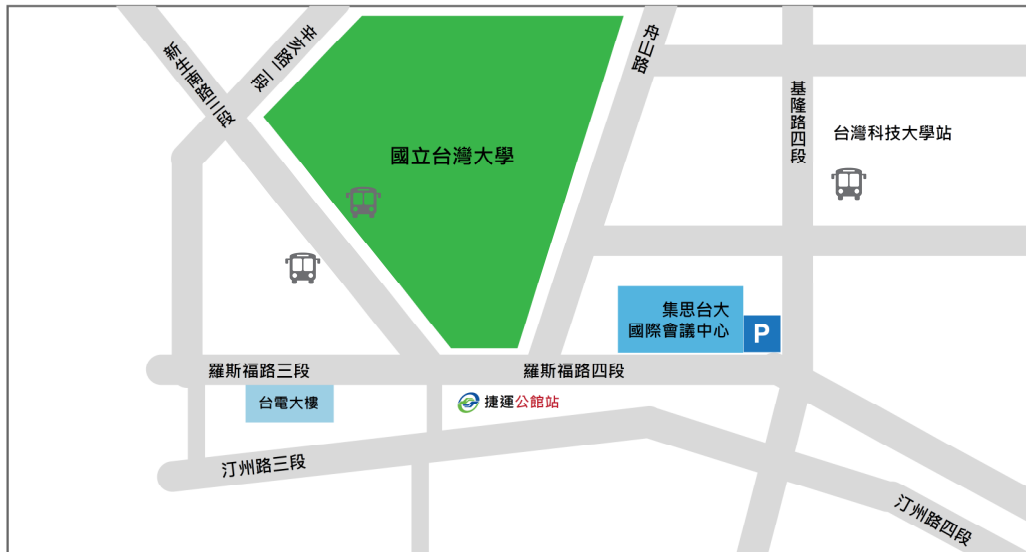 新生南路三段
辛亥路一段
舟山路
基隆路四段
國立台灣大學
台灣科技大學站
集思台大
國際會議中心
P
羅斯福路三段
羅斯福路四段
台電大樓
捷運公館站
汀州路三段
汀州路四段